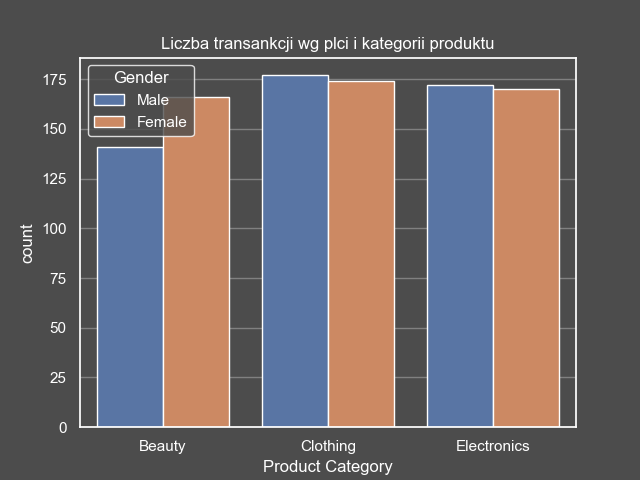 Liczba transankcji wg plci i kategorii produktu
Gender
Male
Female
count
175
150
125
100
75
50
25
0
Beauty Clothing Electronics
Product Category